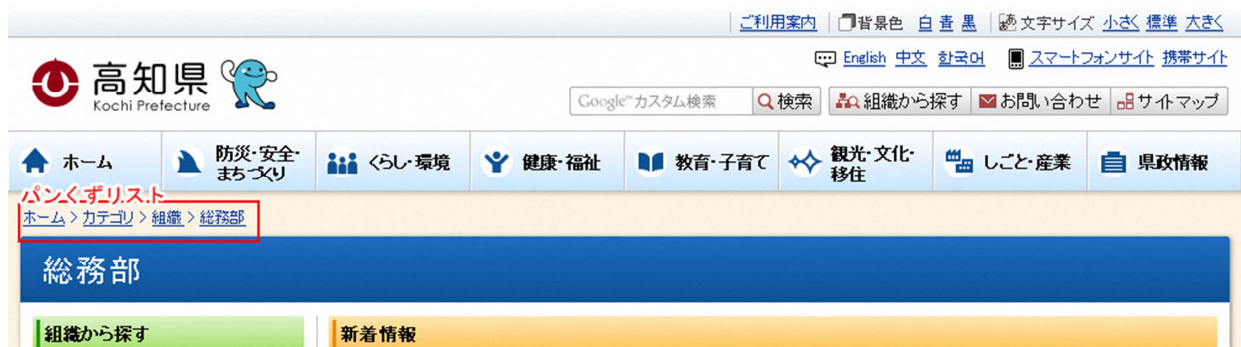 ご利用案内 背景色 白 青 黒 文字サイズ 小さく 標準 大きく
English 中文 한국어 スマートフォンサイト 携帯サイト
高知県
Kochi Prefecture
Google™カスタム検索 検索 組織から探す お問い合わせ サイトマップ
ホーム 防災・安全・まちづくり くらし・環境 健康・福祉 教育・子育て 観光・文化・移住 しごと・産業 県政情報
パンくずリスト
ホーム > カテゴリ > 組織 > 総務部
総務部
組織から探す 新着情報